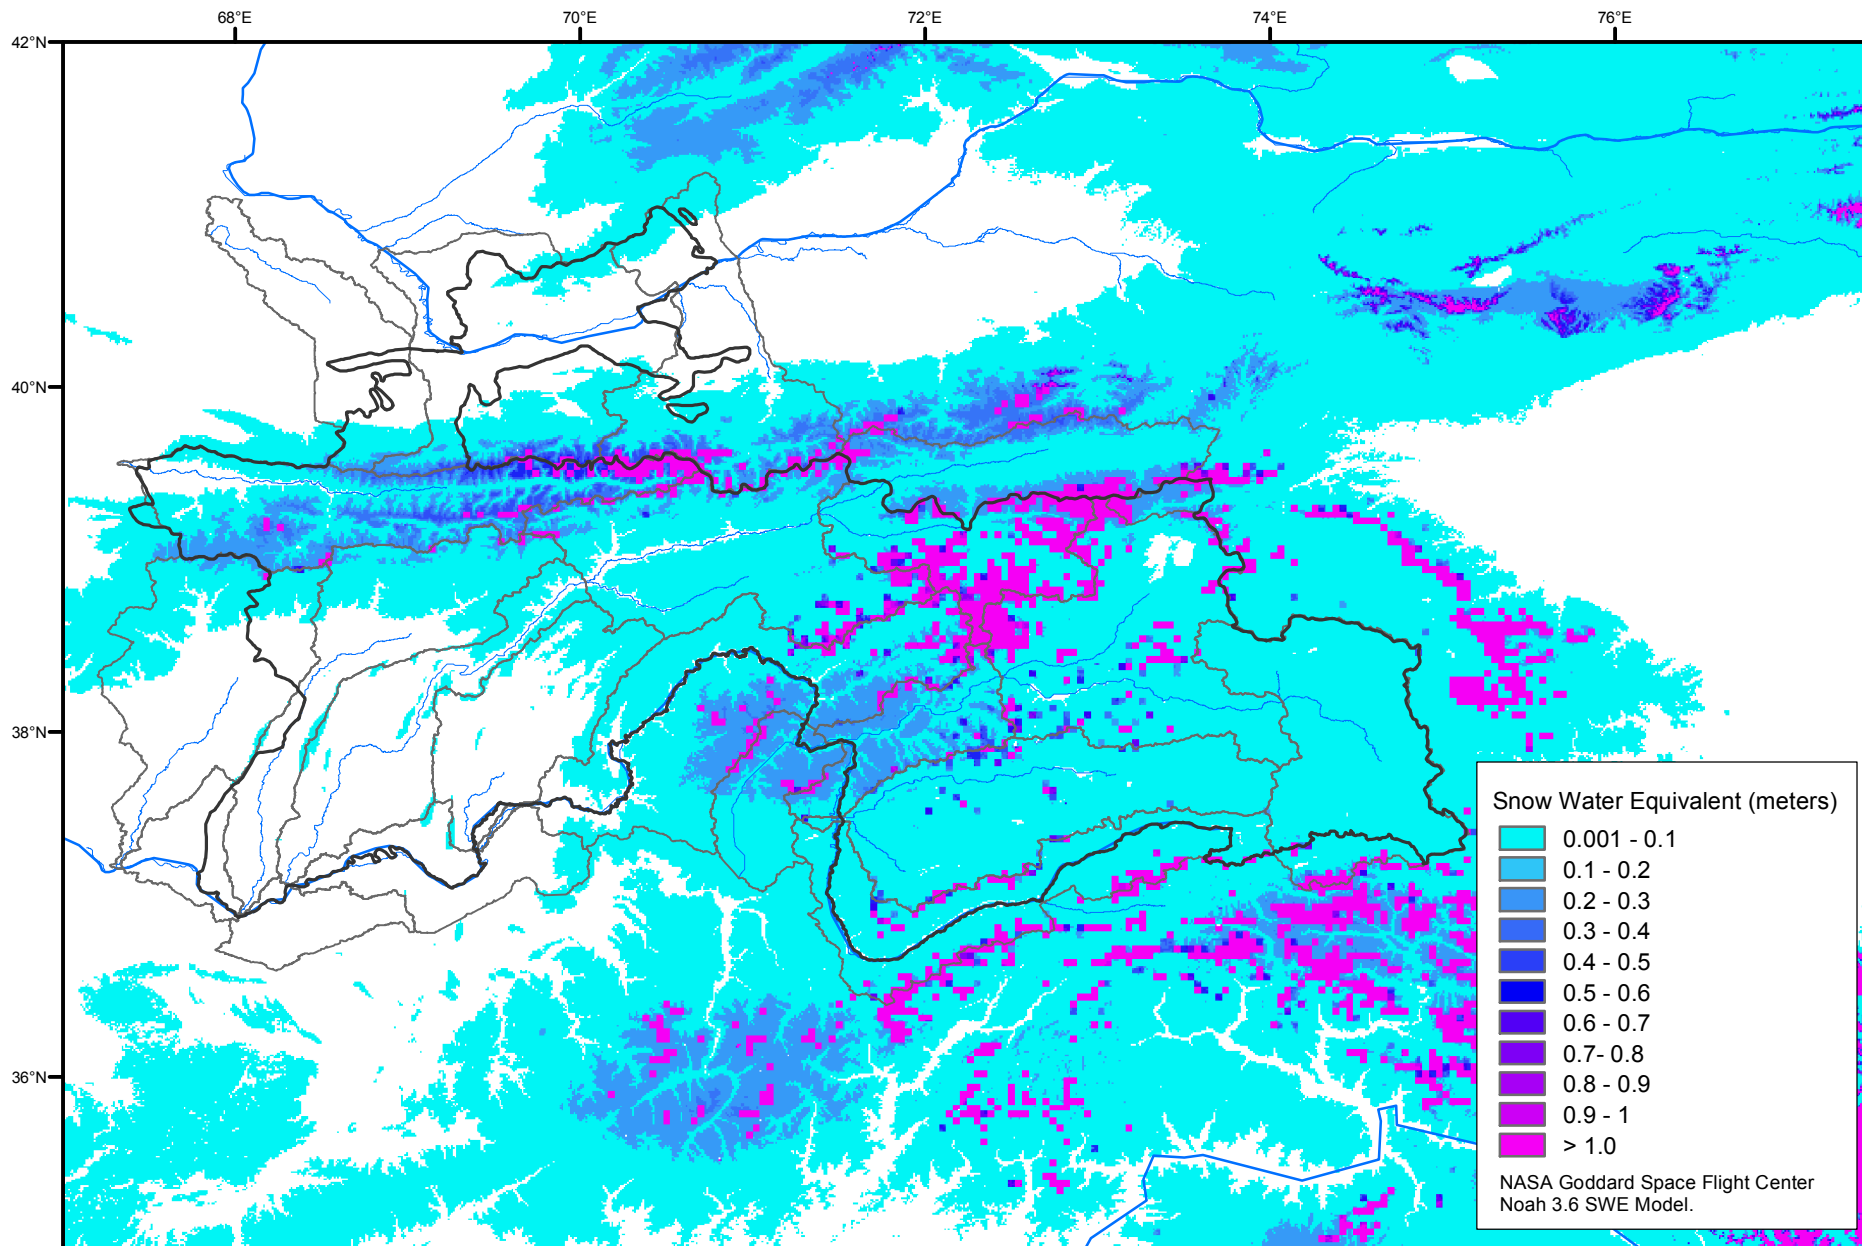 68°E
70°E
72°E
74°E
76°E
42°N
40°N
38°N
36°N
Snow Water Equivalent (meters)
0.001 - 0.1
0.1 - 0.2
0.2 - 0.3
0.3 - 0.4
0.4 - 0.5
0.5 - 0.6
0.6 - 0.7
0.7- 0.8
0.8 - 0.9
0.9 - 1
> 1.0
NASA Goddard Space Flight Center
Noah 3.6 SWE Model.